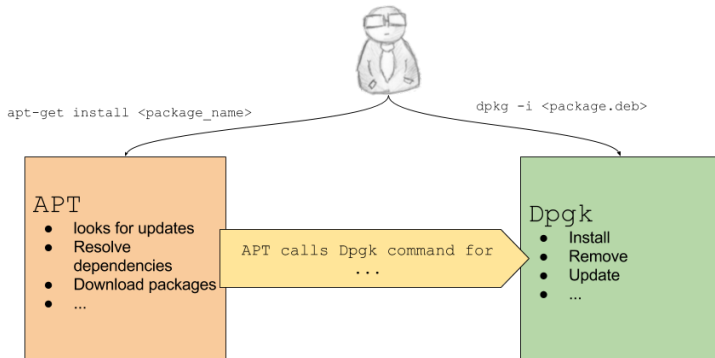 apt-get install <package_name>
dpkg -i <package.deb>
APT
looks for updates
Resolve
dependencies
Download packages
...
APT calls Dpgk command for
...
Dpgk
Install
Remove
Update
...